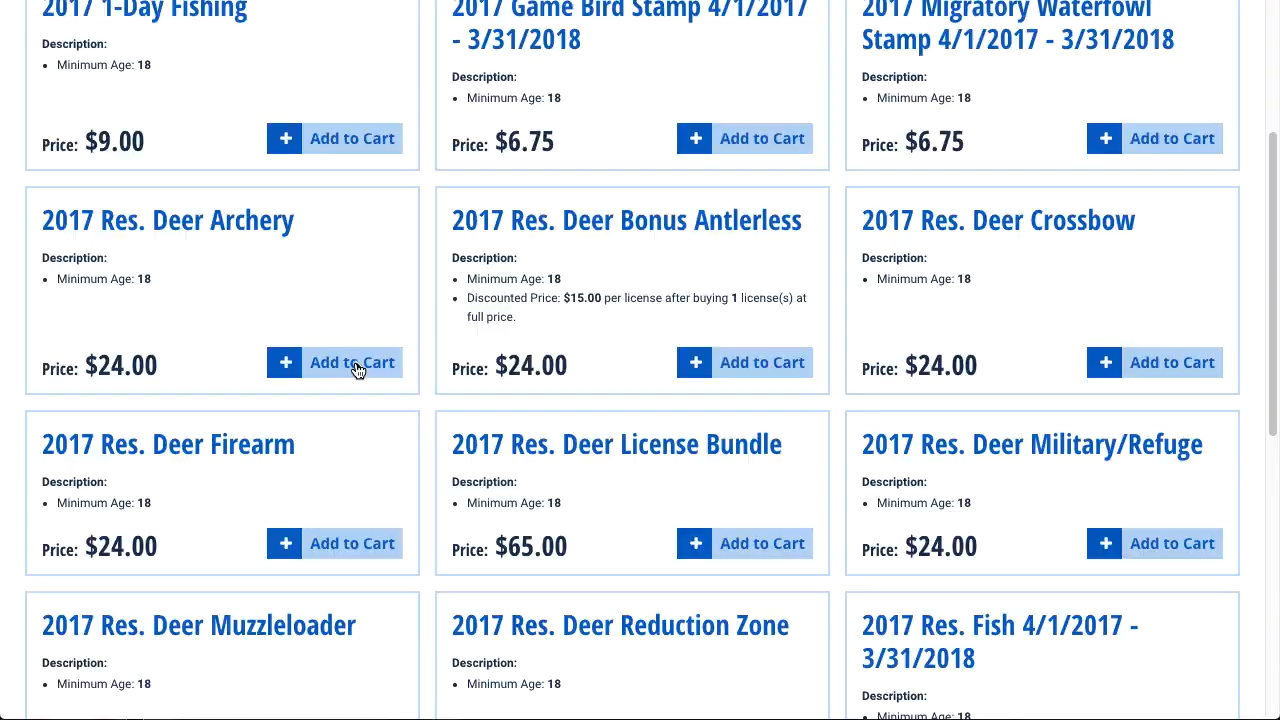 2017 1-Day Fishing
Description:
Minimum Age: 18
Price: $9.00
+ Add to Cart
2017 Game Bird Stamp 4/1/2017
- 3/31/2018
Description:
Minimum Age: 18
Price: $6.75
+ Add to Cart
2017 Migratory Waterfowl
Stamp 4/1/2017 - 3/31/2018
Description:
Minimum Age: 18
Price: $6.75
+ Add to Cart
2017 Res. Deer Archery
Description:
Minimum Age: 18
Price: $24.00
+ Add to Cart
2017 Res. Deer Bonus Antlerless
Description:
Minimum Age: 18
Discounted Price: $15.00 per license after buying 1 license(s) at
full price.
Price: $24.00
+ Add to Cart
2017 Res. Deer Crossbow
Description:
Minimum Age: 18
Price: $24.00
+ Add to Cart
2017 Res. Deer Firearm
Description:
Minimum Age: 18
Price: $24.00
+ Add to Cart
2017 Res. Deer License Bundle
Description:
Minimum Age: 18
Price: $65.00
+ Add to Cart
2017 Res. Deer Military/Refuge
Description:
Minimum Age: 18
Price: $24.00
+ Add to Cart
2017 Res. Deer Muzzleloader
Description:
Minimum Age: 18
2017 Res. Deer Reduction Zone
Description:
Minimum Age: 18
2017 Res. Fish 4/1/2017 -
3/31/2018
Description:
Minimum Age: 18